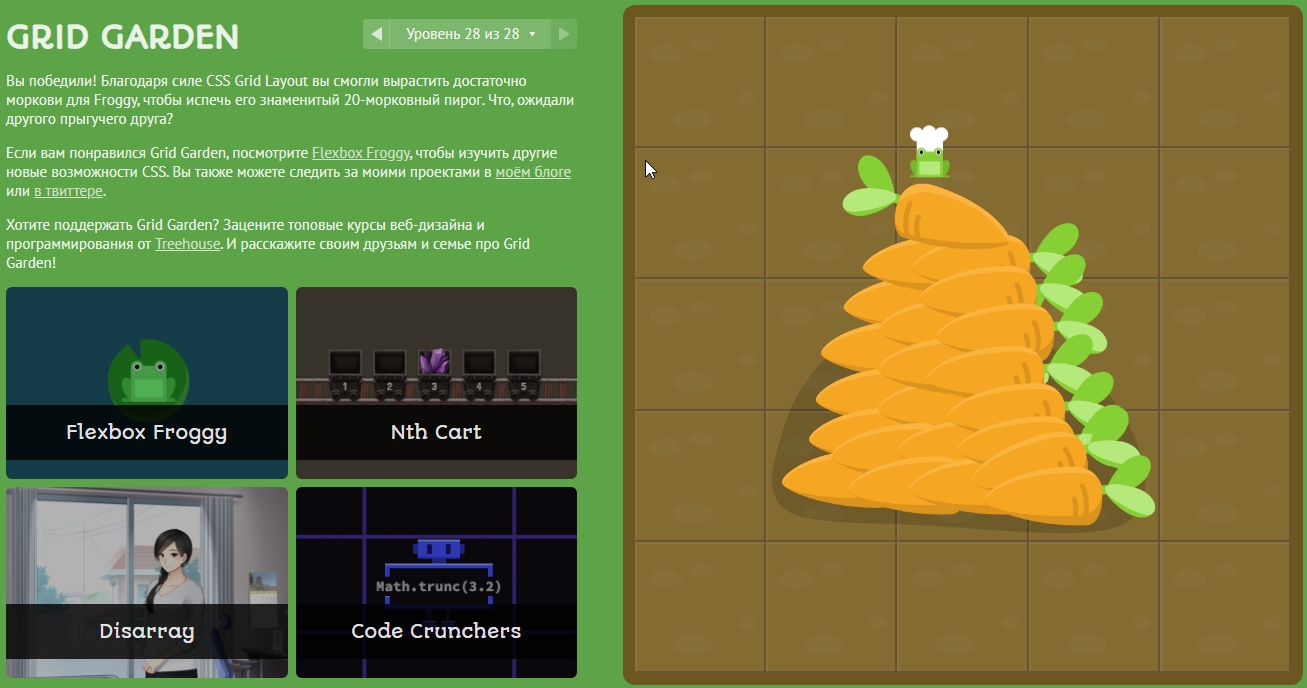 GRID GARDEN
Уровень 28 из 28
Вы победили! Благодаря силе CSS Grid Layout вы смогли вырастить достаточно
моркови для Froggy, чтобы испечь его знаменитый 20-морковный пирог. Что, ожидали
другого прыгучего друга?
Если вам понравился Grid Garden, посмотрите Flexbox Froggy, чтобы изучить другие
новые возможности CSS. Вы также можете следить за моими проектами в моём блоге
или в твиттере.
Хотите поддержать Grid Garden? Зацените топовые курсы веб-дизайна и
программирования от Treehouse. И расскажите своим друзьям и семье про Grid
Garden!
1 2 3 4 5
Flexbox Froggy
Nth Cart
Math.trunc(3.2)
Disarray
Code Crunchers